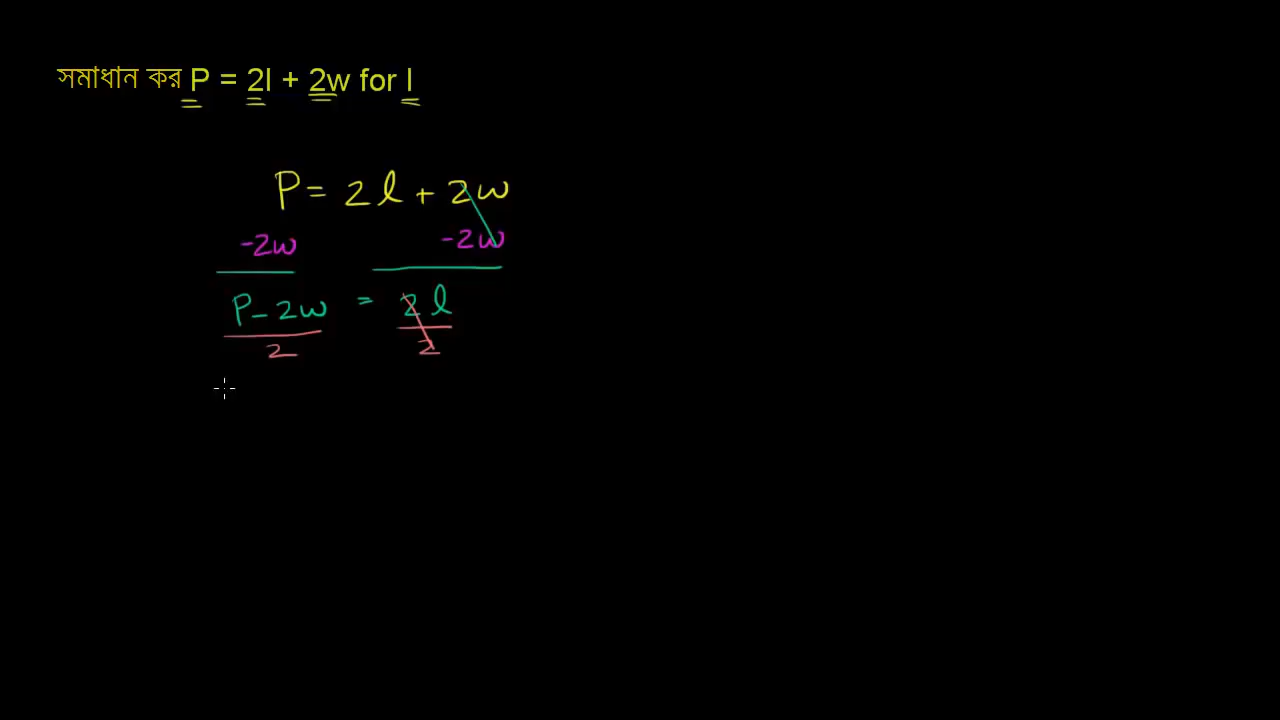 সমাধান কর P = 2l + 2w for l
P = 2l + 2w
-2w -2w
P - 2w = 2l
2 2